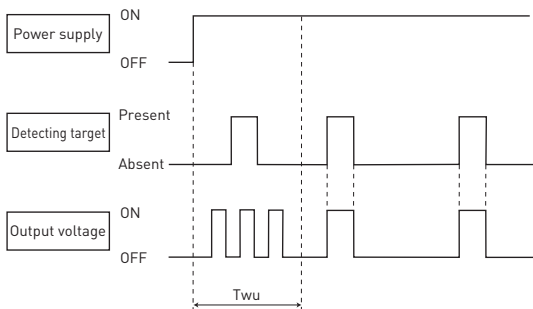 ON
Power supply
OFF
Present
Detecting target
Absent
ON
Output voltage
OFF
Twu